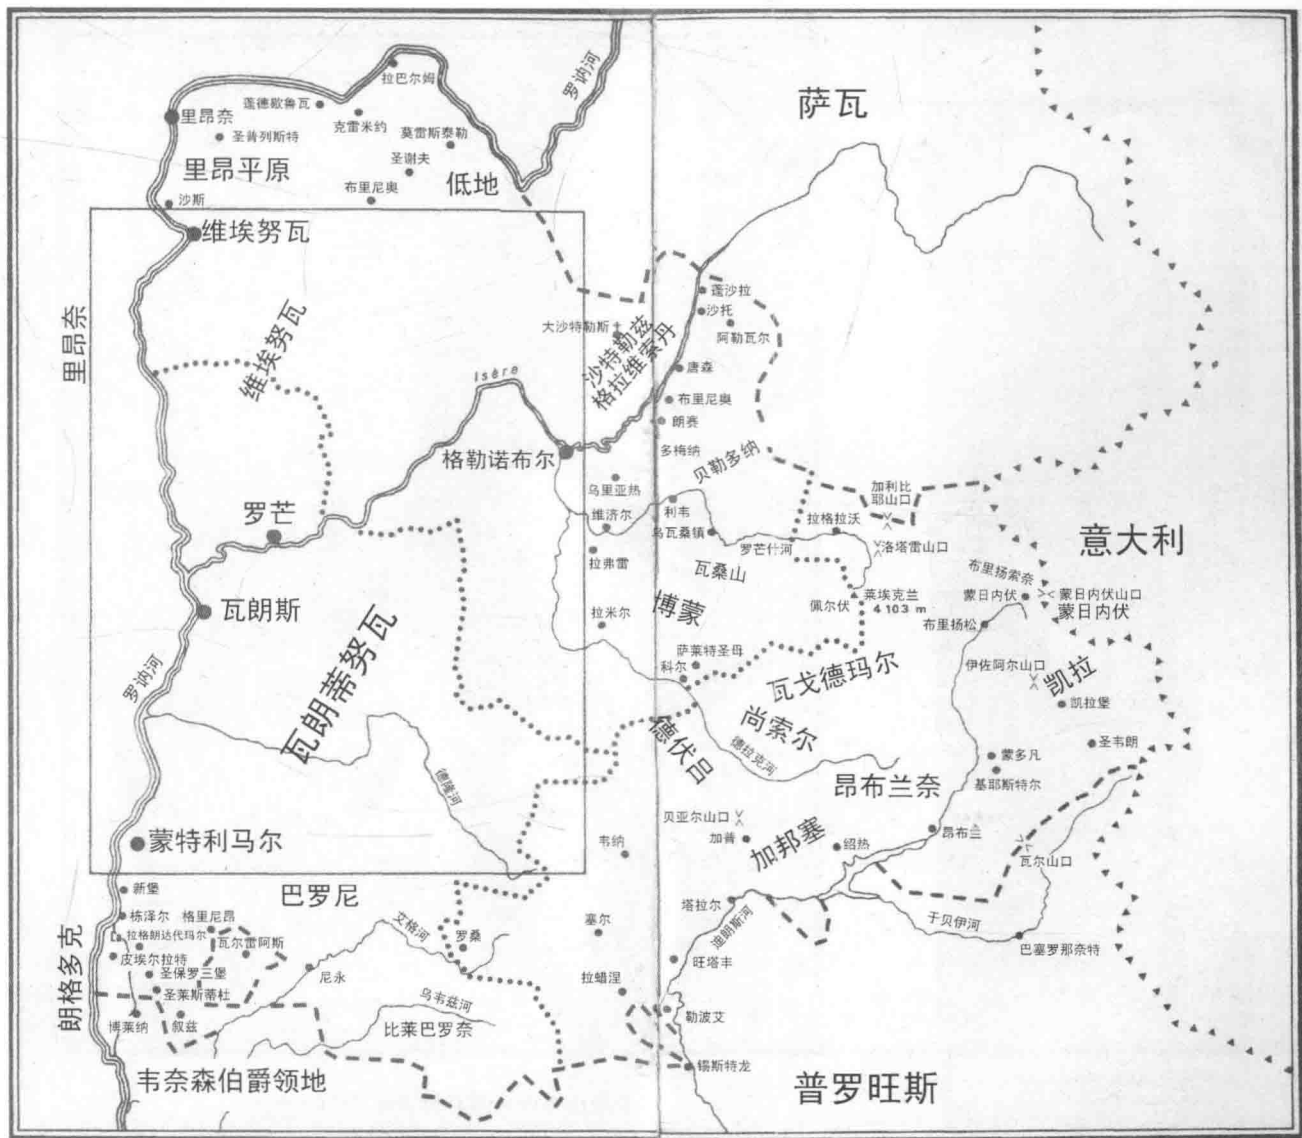 罗讷河
拉巴尔姆
蓬德歇鲁瓦
里昂奈
圣普列斯特
克雷米约
莫雷斯泰勒
萨瓦
里昂平原
圣谢夫
布里尼奥
低地
沙斯
维埃努瓦
里昂奈
维埃努瓦
蓬沙拉
沙托
阿勒瓦尔
大沙特勒斯
沙特勒兹
格拉维索丹
唐森
Isère
布里尼奥
朗赛
多梅纳
贝勒多纳
格勒诺布尔
乌里亚热
加利比
耶山口
利韦
维济尔
乌瓦桑镇
罗芒什河
拉格拉沃
洛塔雷山口
罗芒
拉弗雷
瓦桑山
意大利
布里扬索奈
莱埃克兰
4 103 m
佩尔伏
蒙日内伏
蒙日内伏山口
蒙日内伏
布里扬松
瓦朗斯
拉米尔
博蒙
萨莱特圣母
科尔
瓦戈德玛尔
伊佐阿尔山口
凯拉
凯拉堡
罗讷河
瓦朗蒂努瓦
德伏吕
尚索尔
德拉克河
圣韦朗
蒙多凡
基耶斯特尔
德隆河
昂布兰奈
贝亚尔山口
加普
加邦塞
绍热
昂布兰
瓦尔山口
蒙特利马尔
韦纳
新堡
巴罗尼
栋泽尔
格里尼昂
拉格朗达代玛尔
瓦尔雷阿斯
艾格河
罗桑
塞尔
塔拉尔
迪朗斯河
于贝伊河
巴塞罗那奈特
朗格多克
皮埃尔拉特
圣保罗三堡
尼永
旺塔丰
圣莱斯蒂杜
拉蜡涅
博莱纳
叙兹
乌韦兹河
比莱巴罗奈
勒波艾
韦奈森伯爵领地
锡斯特龙
普罗旺斯